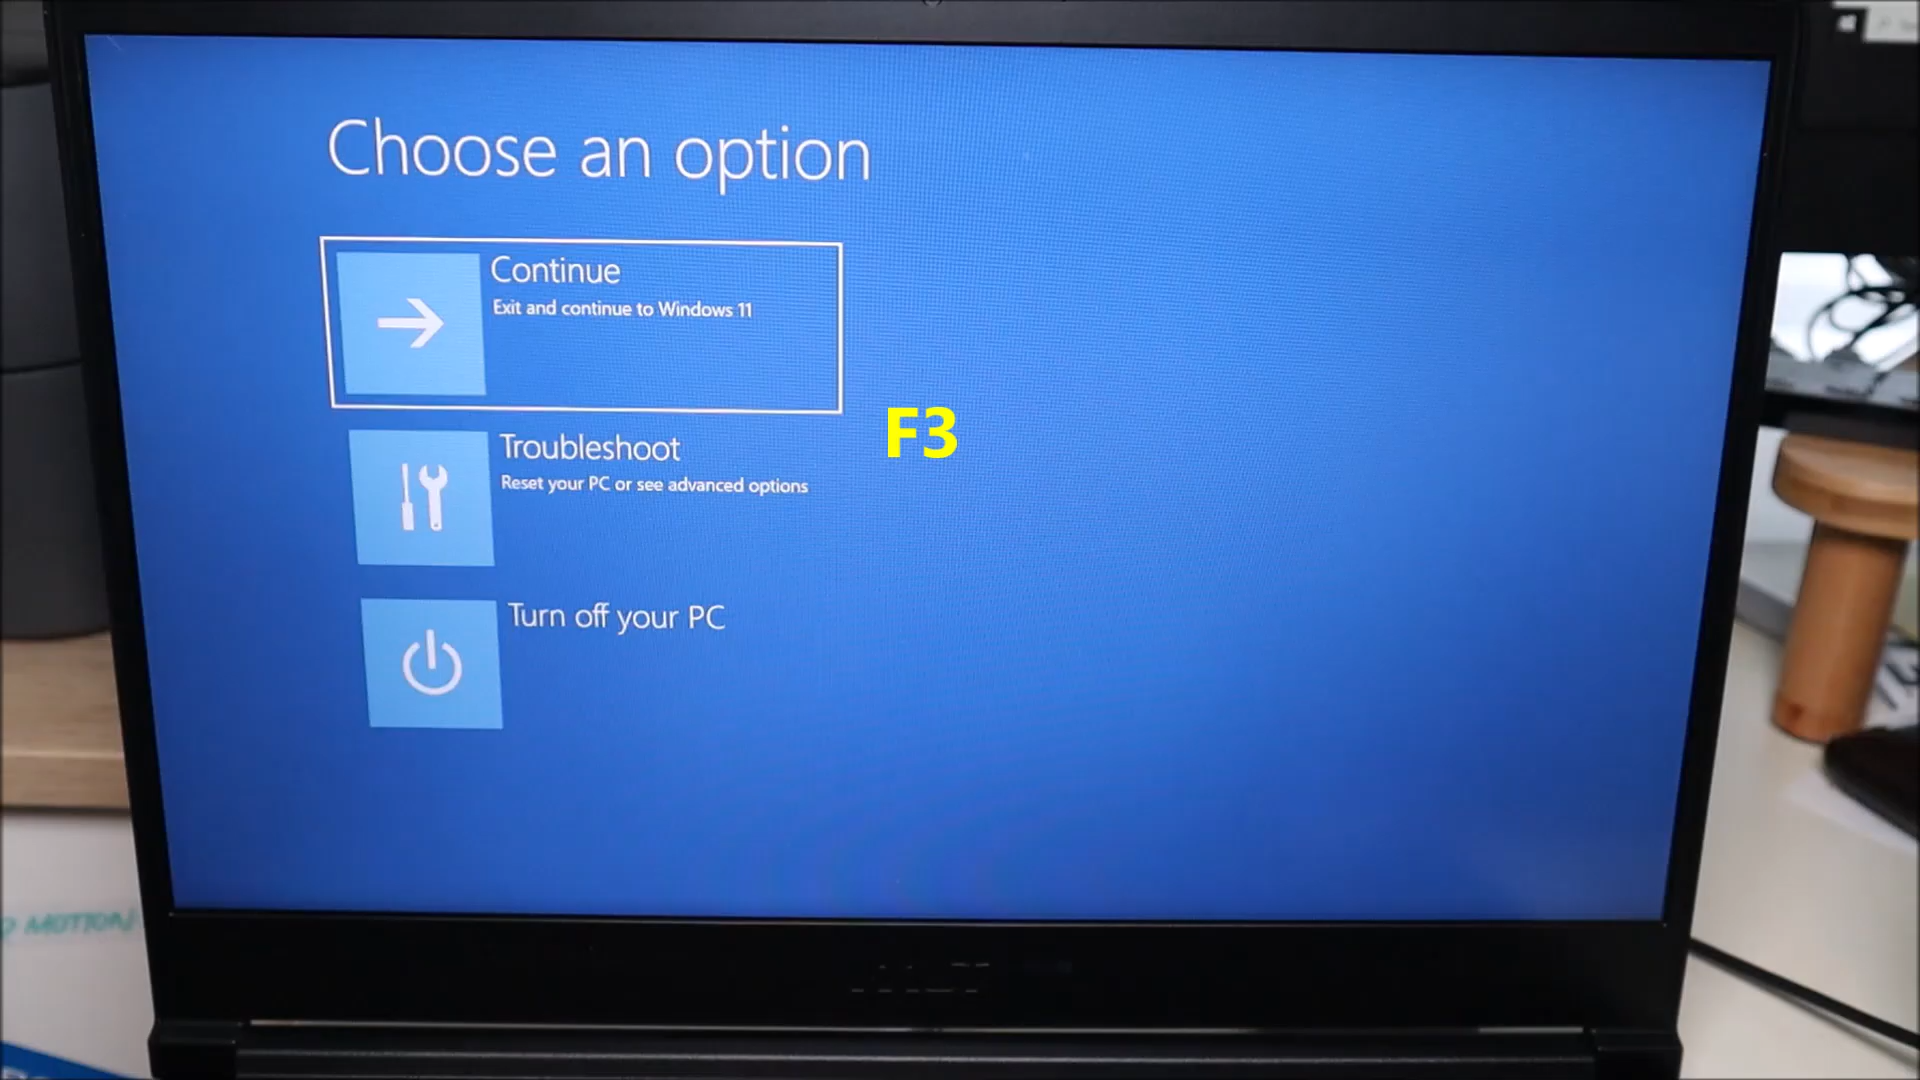 Choose an option
Continue
Exit and continue to Windows 11
F3
Troubleshoot
Reset your PC or see advanced options
Turn off your PC
MOTION